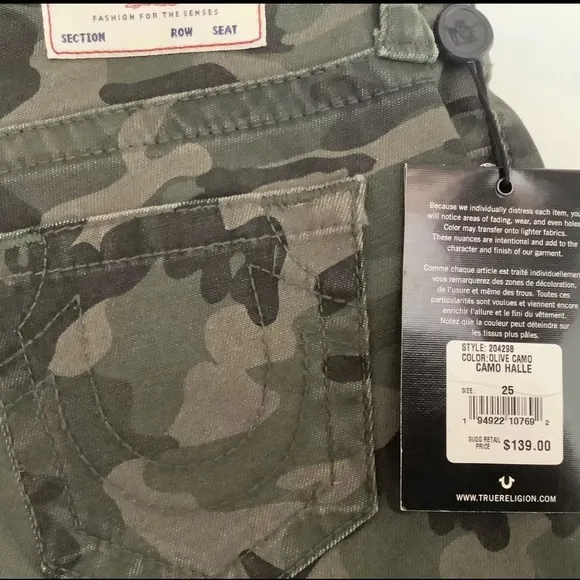 FASHION FOR THE SENSES
SECTION ROW SEAT
Because we individually distress each item, you
will notice areas of fading, wear, and even holes
Color may transfer onto lighter fabrics.
These nuances are intentional and add to the
character and finish of our garment.
Comme chaque article est traité individuellement
vous remarquerez des zones de décoloration,
de l'usure et même des trous. Toutes ces
particularités sont voulues et viennent encore
enrichir l'allure et le fini du vêtement.
Notez que la couleur peut déteindre sur
les tissus plus pâles.
STYLE: 204298
COLOR:OLIVE CAMO
CAMO HALLE
SIZE 25
1 94922 10769 2
SUGG RETAIL
PRICE $139.00
WWW.TRUERELIGION.COM